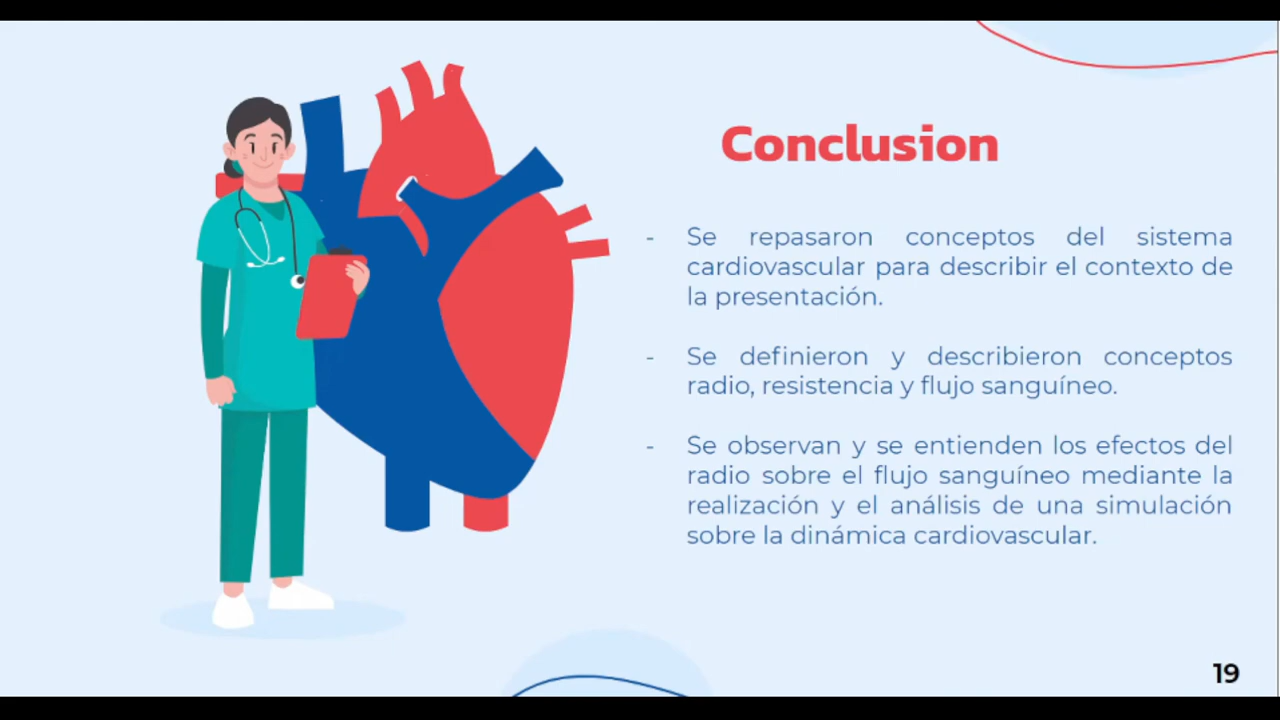 Conclusion
- Se repasaron conceptos del sistema
cardiovascular para describir el contexto de
la presentación.
- Se definieron y describieron conceptos
radio, resistencia y flujo sanguíneo.
- Se observan y se entienden los efectos del
radio sobre el flujo sanguíneo mediante la
realización y el análisis de una simulación
sobre la dinámica cardiovascular.
19